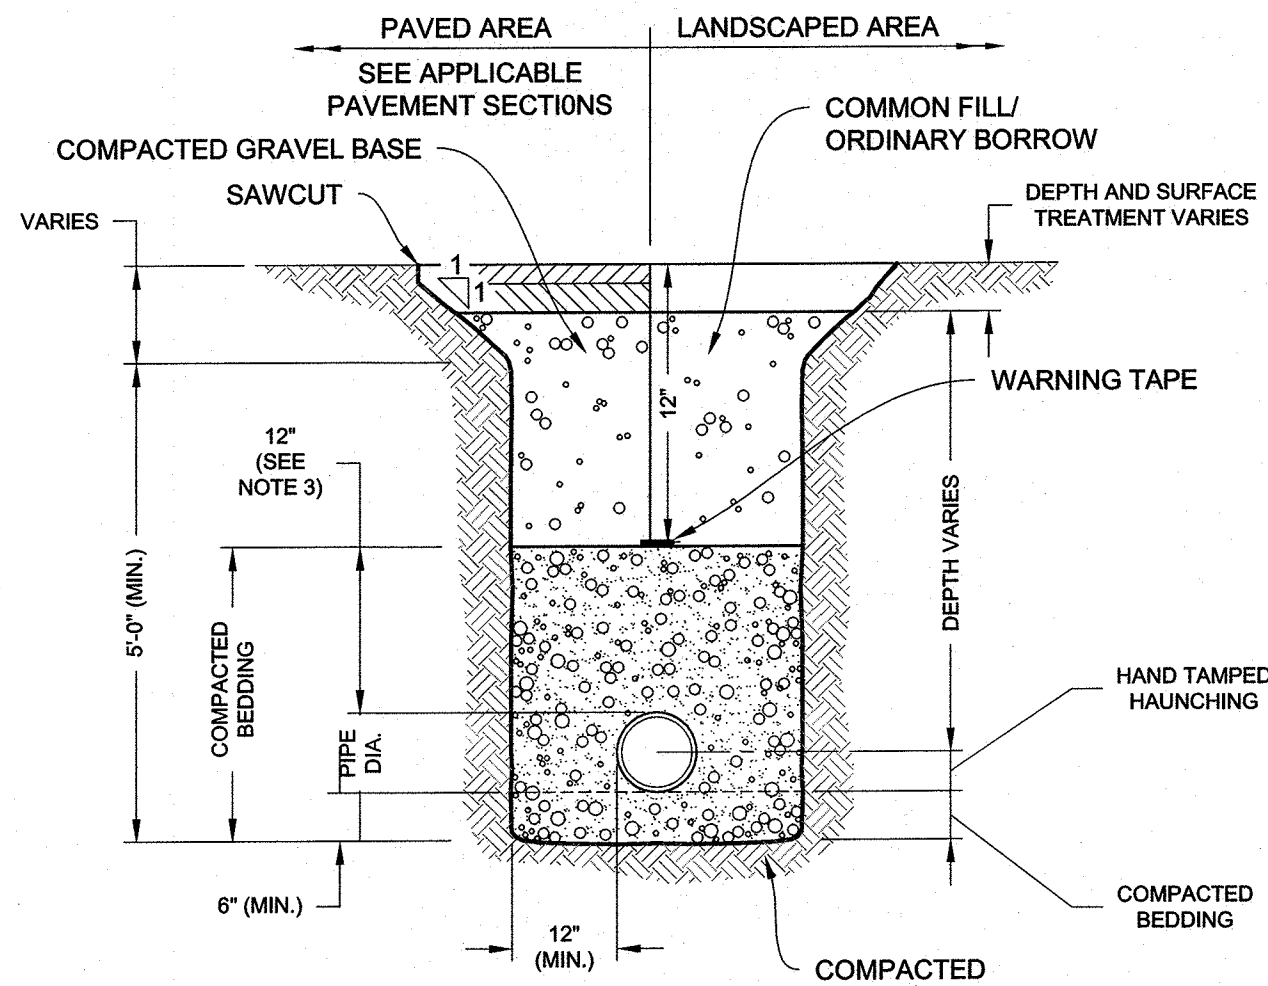 PAVED AREA
LANDSCAPED AREA
SEE APPLICABLE
PAVEMENT SECTIONS
COMMON FILL/
ORDINARY BORROW
COMPACTED GRAVEL BASE
SAWCUT
VARIES
DEPTH AND SURFACE
TREATMENT VARIES
1
1
WARNING TAPE
12"
12"
(SEE
NOTE 3)
5'-0" (MIN.)
COMPACTED
BEDDING
PIPE
DIA.
DEPTH VARIES
HAND TAMPED
HAUNCHING
6" (MIN.)
12"
(MIN.)
COMPACTED
BEDDING
COMPACTED